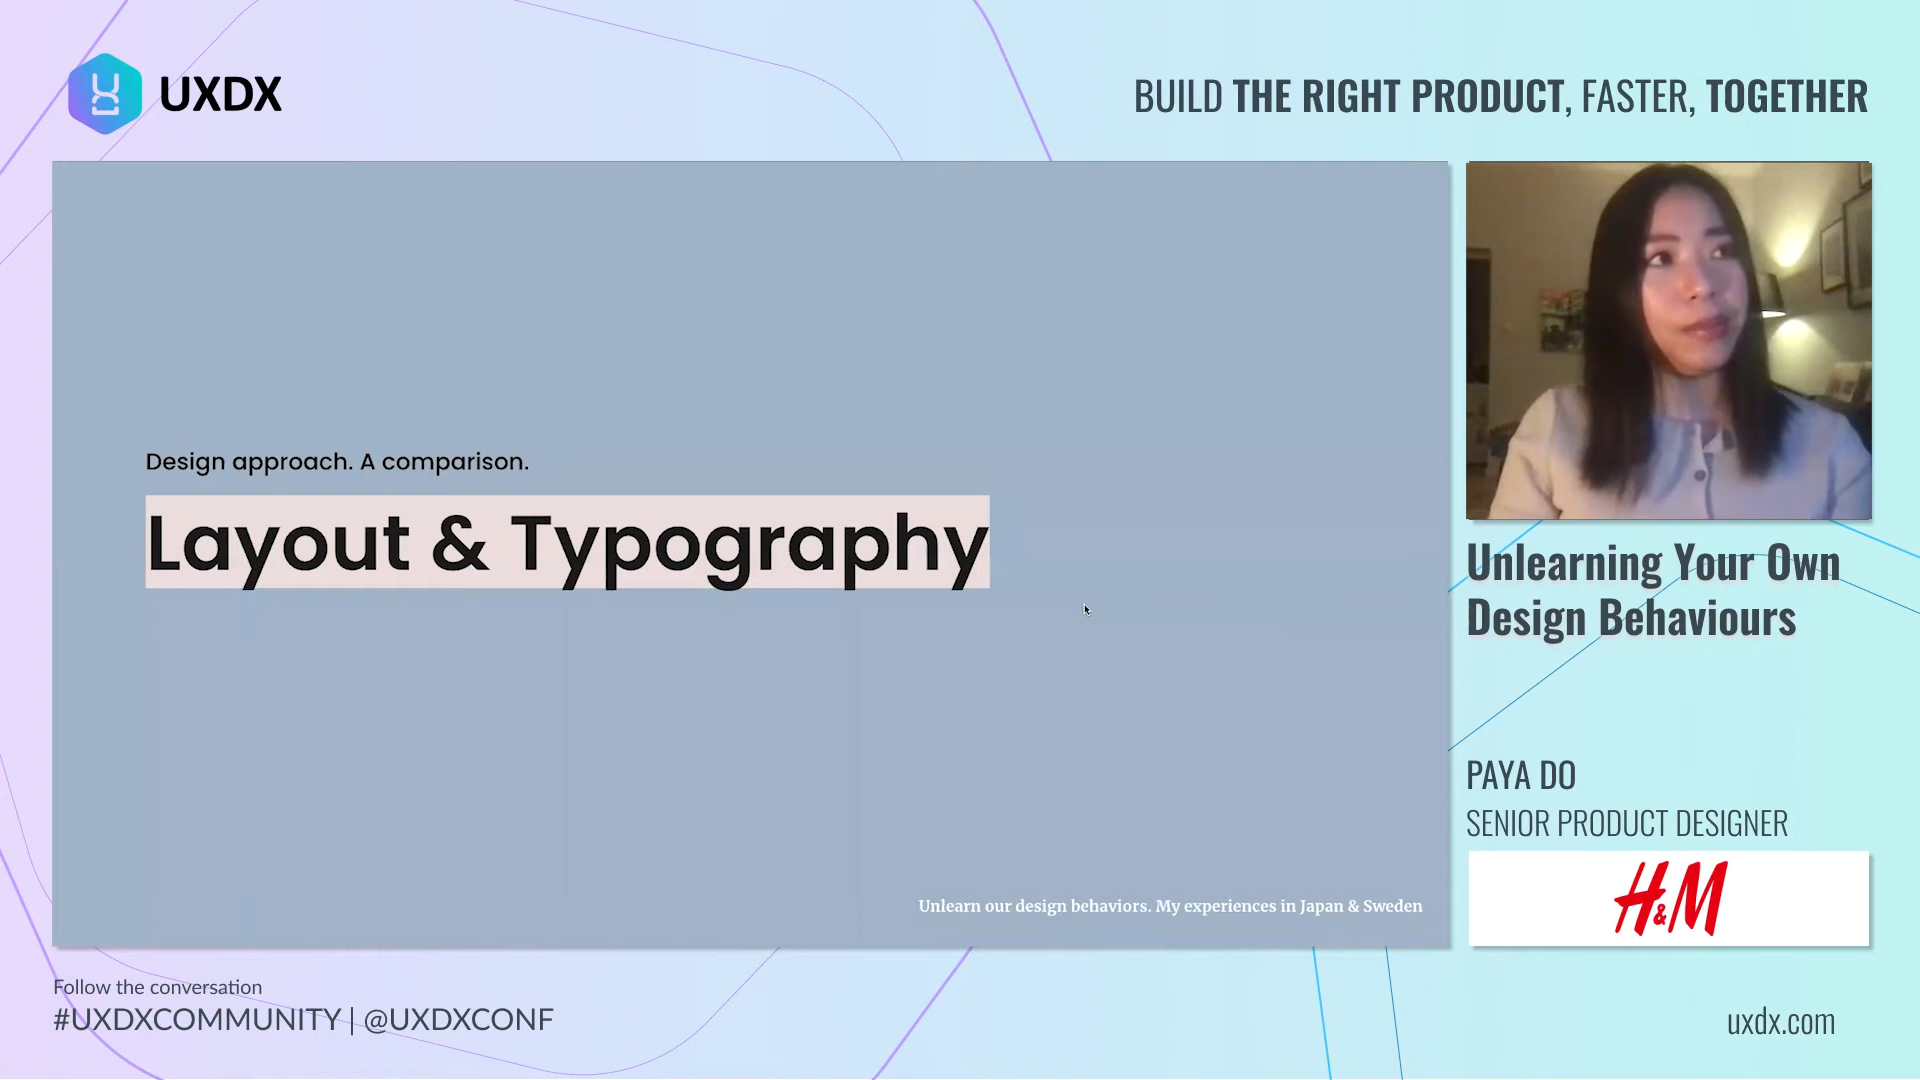 UXDX
BUILD THE RIGHT PRODUCT, FASTER, TOGETHER
Design approach. A comparison.
Layout & Typography
Unlearn our design behaviors. My experiences in Japan & Sweden
Unlearning Your Own
Design Behaviours
PAYA DO
SENIOR PRODUCT DESIGNER
H&M
Follow the conversation
#UXDXCOMMUNITY | @UXDXCONF
uxdx.com